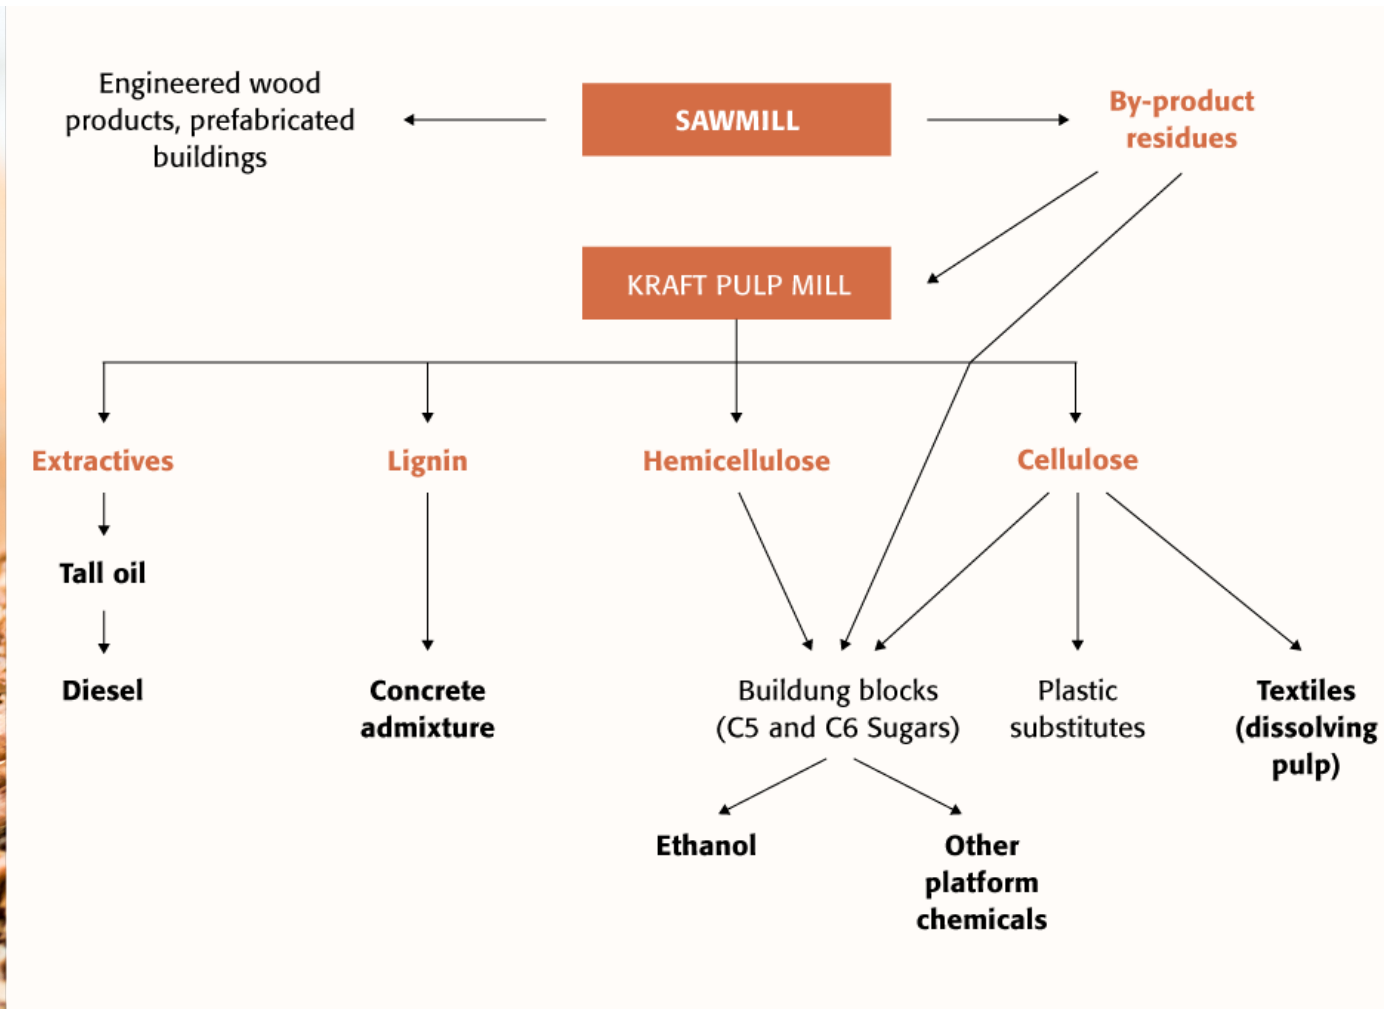 Engineered wood
products, prefabricated
buildings
SAWMILL
By-product
residues
KRAFT PULP MILL
Extractives
Lignin
Hemicellulose
Cellulose
Tall oil
Diesel
Concrete
admixture
Buildung blocks
(C5 and C6 Sugars)
Plastic
substitutes
Textiles
(dissolving
pulp)
Ethanol
Other
platform
chemicals